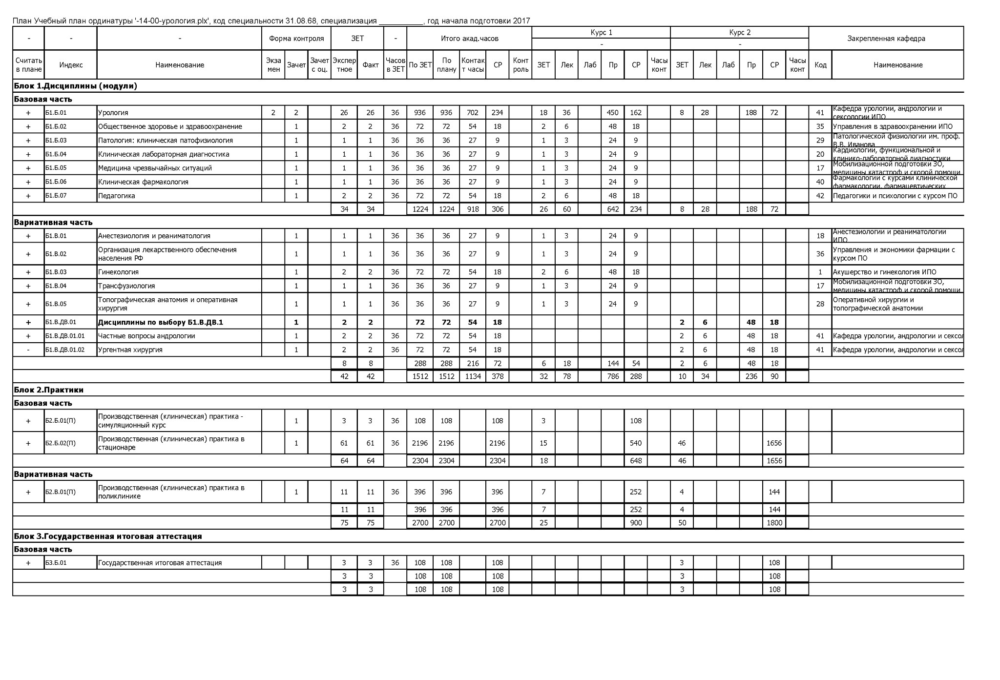 План Учебный план ординатуры '-14-00-урология.plx', код специальности 31.08.68, специализация __________, год начала подготовки 2017
- - - Форма контроля ЗЕТ - Итого акад.часов Курс 1 Курс 2 Закрепленная кафедра
- -
Считать в плане Индекс Наименование Экза мен Зачет Зачет с оц. Экспер тное Факт Часов в ЗЕТ По ЗЕТ По плану Контак т часы СР Конт роль ЗЕТ Лек Лаб Пр СР Часы конт ЗЕТ Лек Лаб Пр СР Часы конт Код Наименование
Блок 1.Дисциплины (модули)
Базовая часть
+ Б1.Б.01 Урология 2 2 26 26 36 936 936 702 234 18 36 450 162 8 28 188 72 41 Кафедра урологии, андрологии и сексологии ИПО
+ Б1.Б.02 Общественное здоровье и здравоохранение 1 2 2 36 72 72 54 18 2 6 48 18 35 Управления в здравоохранении ИПО
+ Б1.Б.03 Патология: клиническая патофизиология 1 1 1 36 36 36 27 9 1 3 24 9 29 Патологической физиологии им. проф. В.В. Иванова
+ Б1.Б.04 Клиническая лабораторная диагностика 1 1 1 36 36 36 27 9 1 3 24 9 20 Кардиологии, функциональной и клинико-лабораторной диагностики
+ Б1.Б.05 Медицина чрезвычайных ситуаций 1 1 1 36 36 36 27 9 1 3 24 9 17 Мобилизационной подготовки ЗО, медицины катастроф и скорой помощи
+ Б1.Б.06 Клиническая фармакология 1 1 1 36 36 36 27 9 1 3 24 9 40 Фармакологии с курсами клинической фармакологии, фармацевтических
+ Б1.Б.07 Педагогика 1 2 2 36 72 72 54 18 2 6 48 18 42 Педагогики и психологии с курсом ПО
34 34 1224 1224 918 306 26 60 642 234 8 28 188 72
Вариативная часть
+ Б1.В.01 Анестезиология и реаниматология 1 1 1 36 36 36 27 9 1 3 24 9 18 Анестезиологии и реаниматологии ИПО
+ Б1.В.02 Организация лекарственного обеспечения населения РФ 1 1 1 36 36 36 27 9 1 3 24 9 36 Управления и экономики фармации с курсом ПО
+ Б1.В.03 Гинекология 1 2 2 36 72 72 54 18 2 6 48 18 1 Акушерство и гинекология ИПО
+ Б1.В.04 Трансфузиология 1 1 1 36 36 36 27 9 1 3 24 9 17 Мобилизационной подготовки ЗО, медицины катастроф и скорой помощи
+ Б1.В.05 Топографическая анатомия и оперативная хирургия 1 1 1 36 36 36 27 9 1 3 24 9 28 Оперативной хирургии и топографической анатомии
+ Б1.В.ДВ.01 Дисциплины по выбору Б1.В.ДВ.1 1 2 2 72 72 54 18 2 6 48 18
+ Б1.В.ДВ.01.01 Частные вопросы андрологии 1 2 2 36 72 72 54 18 2 6 48 18 41 Кафедра урологии, андрологии и сексол
- Б1.В.ДВ.01.02 Ургентная хирургия 1 2 2 36 72 72 54 18 2 6 48 18 41 Кафедра урологии, андрологии и сексол
8 8 288 288 216 72 6 18 144 54 2 6 48 18
42 42 1512 1512 1134 378 32 78 786 288 10 34 236 90
Блок 2.Практики
Базовая часть
+ Б2.Б.01(П) Производственная (клиническая) практика - симуляционный курс 1 3 3 36 108 108 108 3 108
+ Б2.Б.02(П) Производственная (клиническая) практика в стационаре 1 61 61 36 2196 2196 2196 15 540 46 1656
64 64 2304 2304 2304 18 648 46 1656
Вариативная часть
+ Б2.В.01(П) Производственная (клиническая) практика в поликлинике 1 11 11 36 396 396 396 7 252 4 144
11 11 396 396 396 7 252 4 144
75 75 2700 2700 2700 25 900 50 1800
Блок 3.Государственная итоговая аттестация
Базовая часть
+ Б3.Б.01 Государственная итоговая аттестация 3 3 36 108 108 108 3 108
3 3 108 108 108 3 108
3 3 108 108 108 3 108